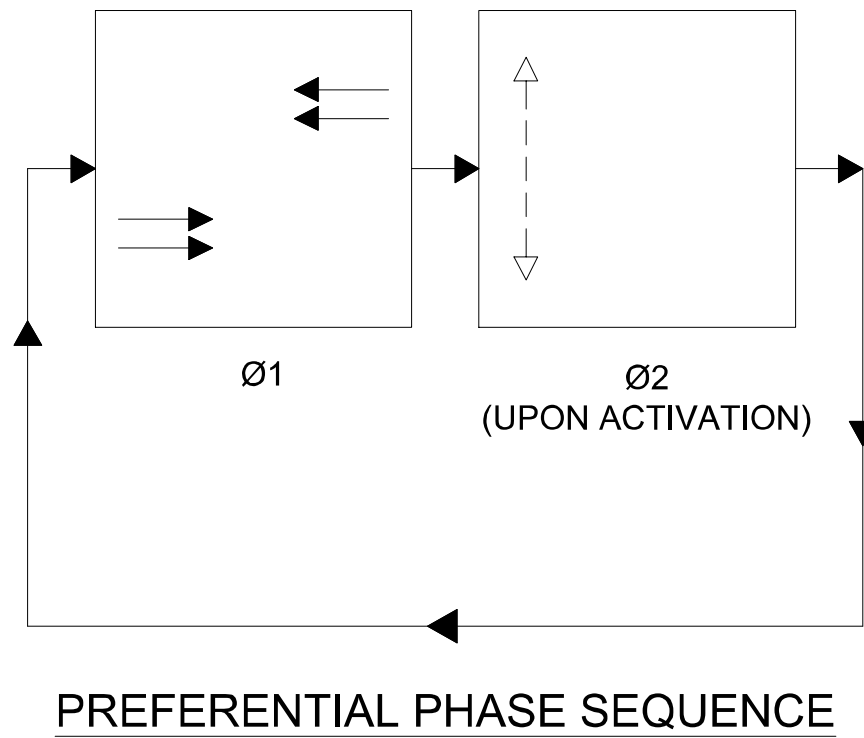 Ø1
Ø2
(UPON ACTIVATION)
PREFERENTIAL PHASE SEQUENCE